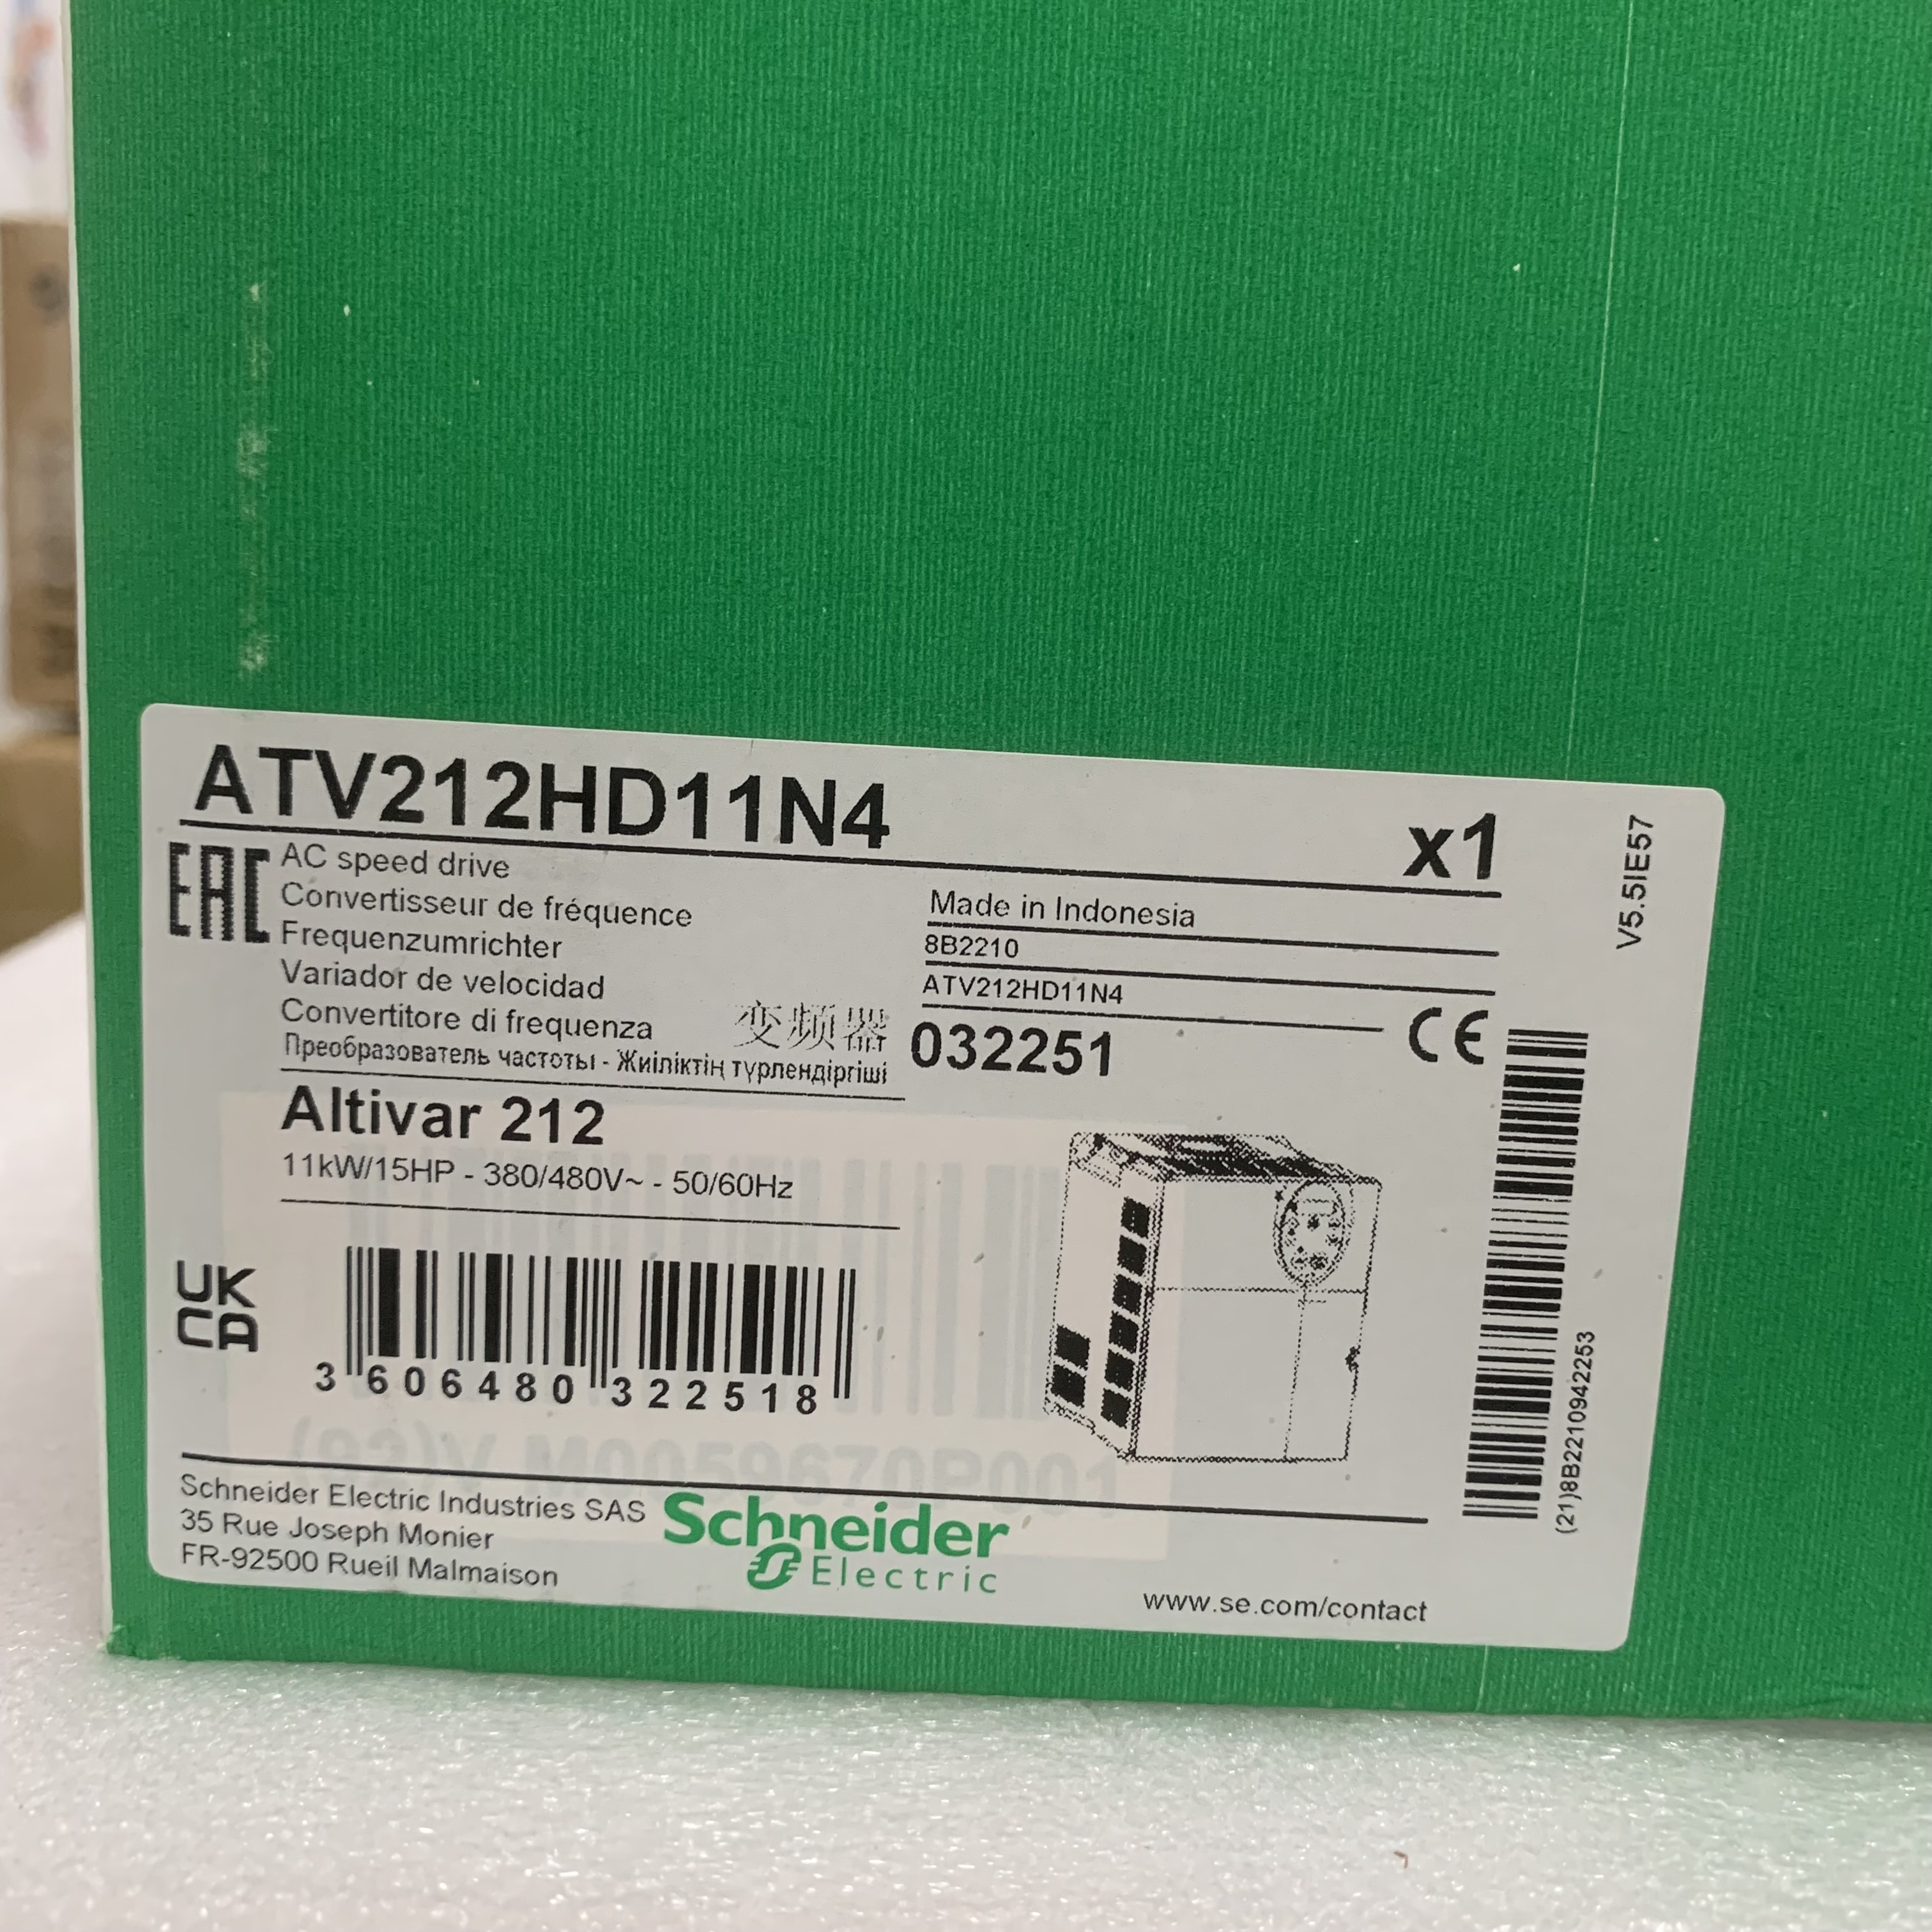 ATV212HD11N4
x1
V5.5IE57
EAC
AC speed drive
Convertisseur de fréquence
Frequenzumrichter
Variador de velocidad
Convertitore di frequenza
变频器
Преобразователь частоты - Жиіліктің түрлендіргіші
Made in Indonesia
8B2210
ATV212HD11N4
032251
CE
Altivar 212
11kW/15HP - 380/480V~ - 50/60Hz
UK
CA
3 606480 322518
(21)8B2210942253
(93)V M0059670P001
Schneider Electric Industries SAS
35 Rue Joseph Monier
FR-92500 Rueil Malmaison
Schneider
Electric
www.se.com/contact